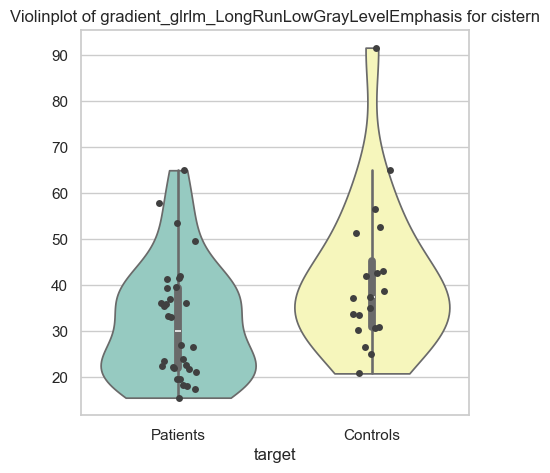 Violinplot of gradient_glrlm_LongRunLowGrayLevelEmphasis for cistern
90
80
70
60
50
40
30
20
Patients Controls
target